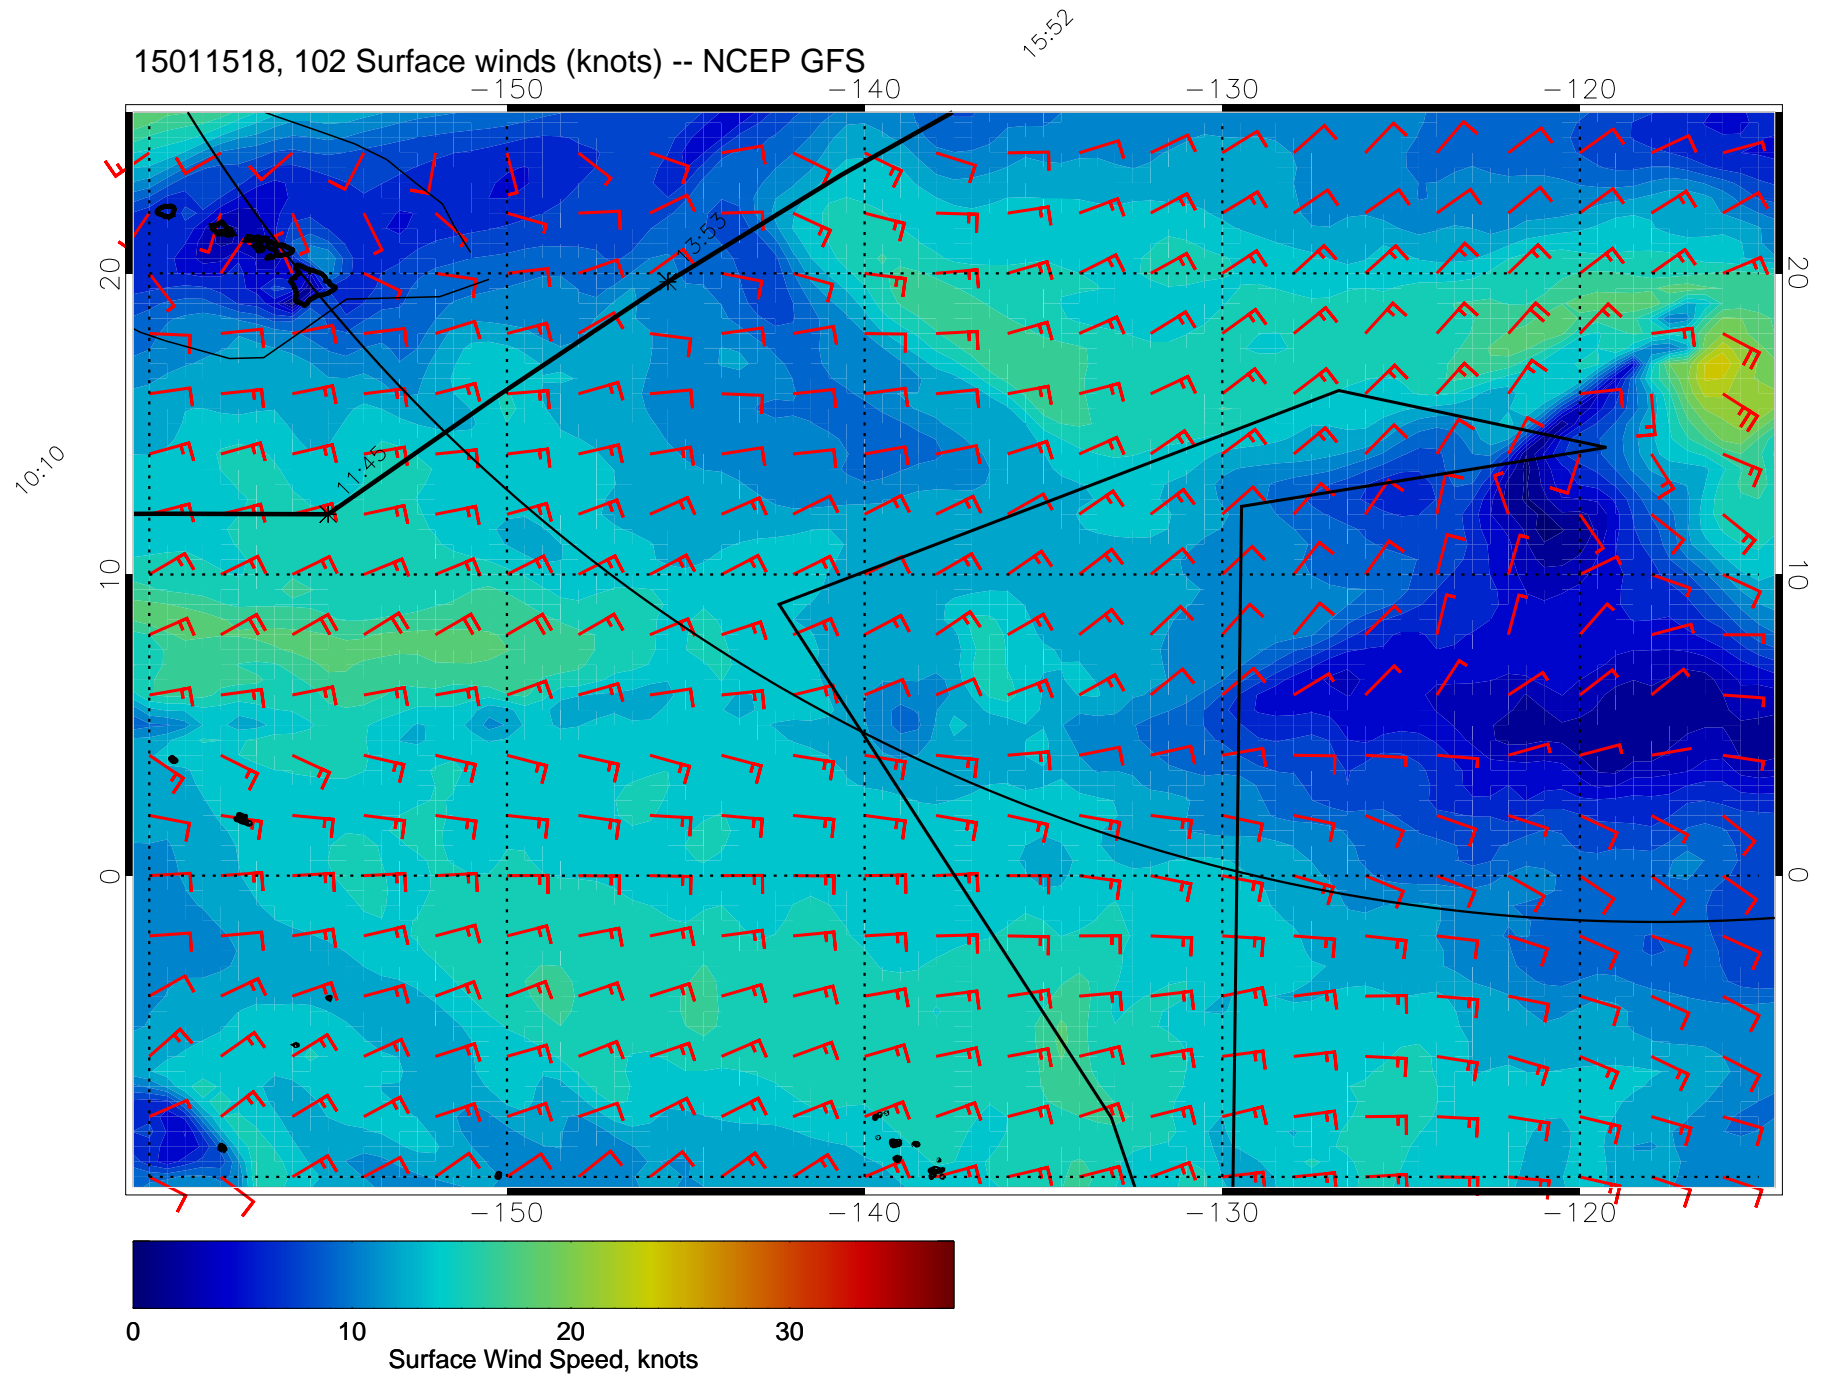 15:52
15011518, 102 Surface winds (knots) -- NCEP GFS
-150 -140 -130 -120
13:53
20 20
11:45
10:10
10 10
0 0
-150 -140 -130 -120
0 10 20 30
Surface Wind Speed, knots